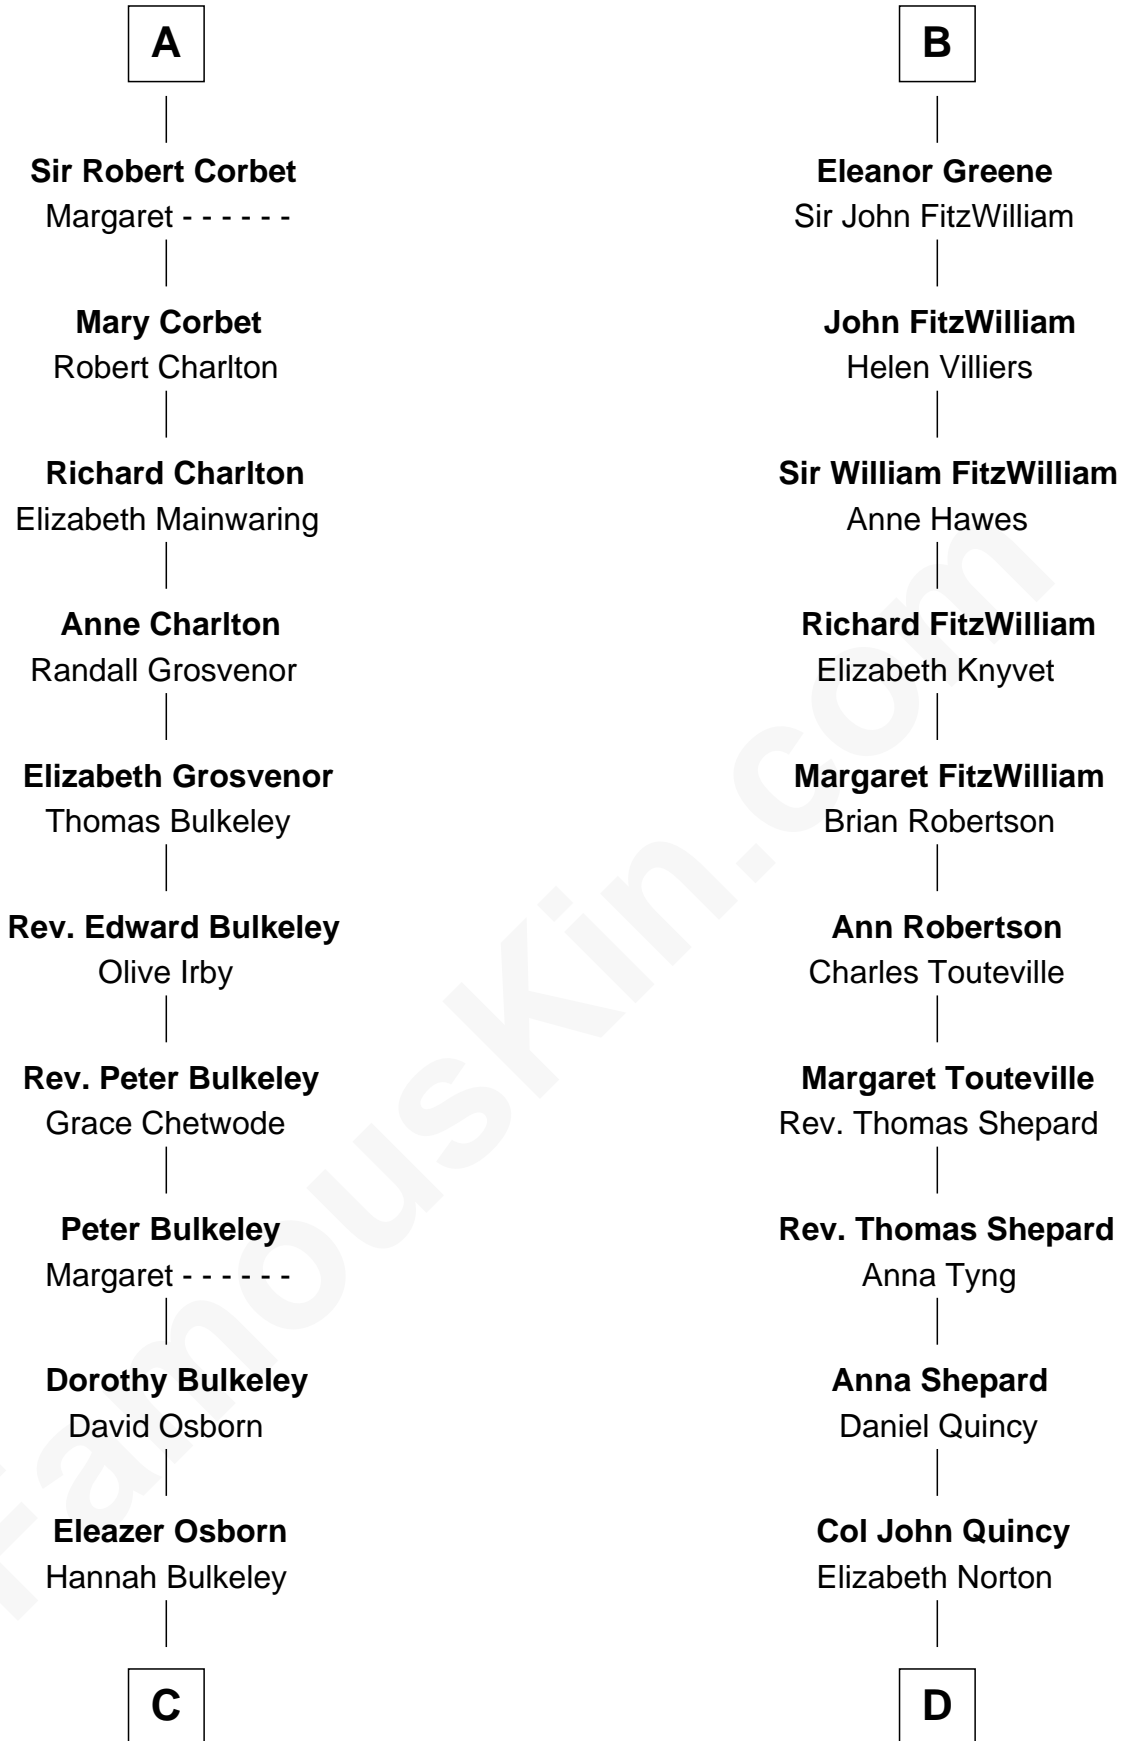 A
Sir Robert Corbet
Margaret - - - - - -
Mary Corbet
Robert Charlton
Richard Charlton
Elizabeth Mainwaring
Anne Charlton
Randall Grosvenor
Elizabeth Grosvenor
Thomas Bulkeley
Rev. Edward Bulkeley
Olive Irby
Rev. Peter Bulkeley
Grace Chetwode
Peter Bulkeley
Margaret - - - - - -
Dorothy Bulkeley
David Osborn
Eleazer Osborn
Hannah Bulkeley
C
B
Eleanor Greene
Sir John FitzWilliam
John FitzWilliam
Helen Villiers
Sir William FitzWilliam
Anne Hawes
Richard FitzWilliam
Elizabeth Knyvet
Margaret FitzWilliam
Brian Robertson
Ann Robertson
Charles Touteville
Margaret Touteville
Rev. Thomas Shepard
Rev. Thomas Shepard
Anna Tyng
Anna Shepard
Daniel Quincy
Col John Quincy
Elizabeth Norton
D
FamousKin.com